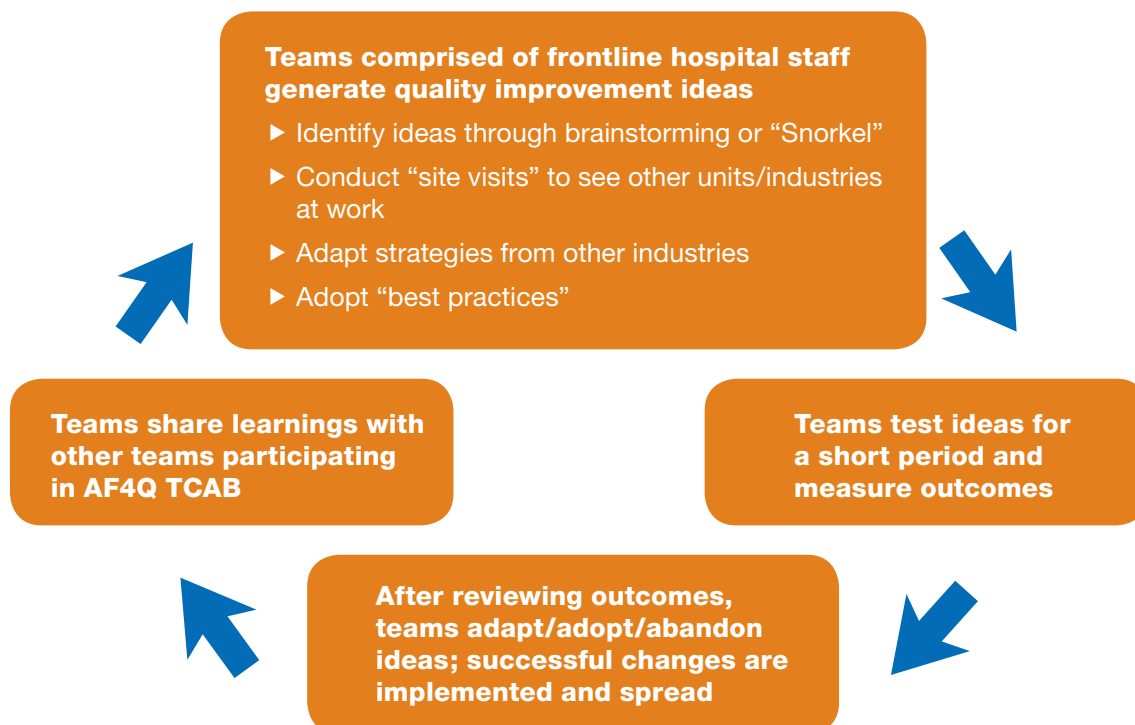 Teams comprised of frontline hospital staff
generate quality improvement ideas
▶ Identify ideas through brainstorming or “Snorkel”
▶ Conduct “site visits” to see other units/industries
at work
▶ Adapt strategies from other industries
▶ Adopt “best practices”
Teams test ideas for
a short period and
measure outcomes
After reviewing outcomes,
teams adapt/adopt/abandon
ideas; successful changes are
implemented and spread
Teams share learnings with
other teams participating
in AF4Q TCAB